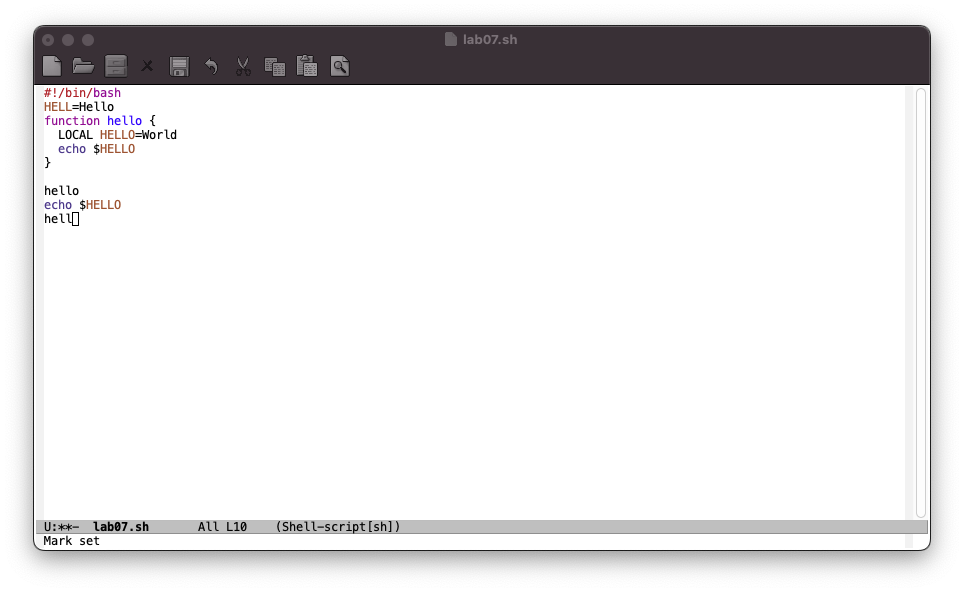 lab07.sh
#!/bin/bash
HELL=Hello
function hello {
  LOCAL HELLO=World
  echo $HELLO
}
hello
echo $HELLO
hell
U:**-  lab07.sh       All L10    (Shell-script[sh])
Mark set